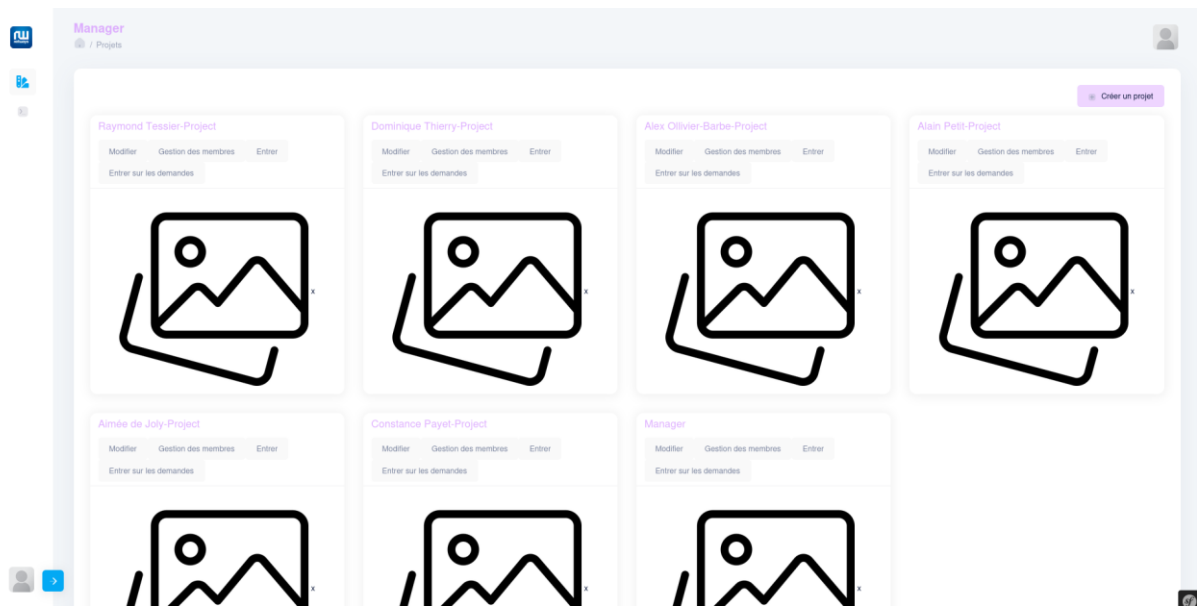 Manager
/ Projets
Créer un projet
Raymond Tessier-Project
Modifier Gestion des membres Entrer
Entrer sur les demandes
x
Dominique Thierry-Project
Modifier Gestion des membres Entrer
Entrer sur les demandes
x
Alex Ollivier-Barbe-Project
Modifier Gestion des membres Entrer
Entrer sur les demandes
x
Alain Petit-Project
Modifier Gestion des membres Entrer
Entrer sur les demandes
x
Aimée de Joly-Project
Modifier Gestion des membres Entrer
Entrer sur les demandes
x
Constance Payet-Project
Modifier Gestion des membres Entrer
Entrer sur les demandes
x
Manager
Modifier Gestion des membres Entrer
Entrer sur les demandes
x